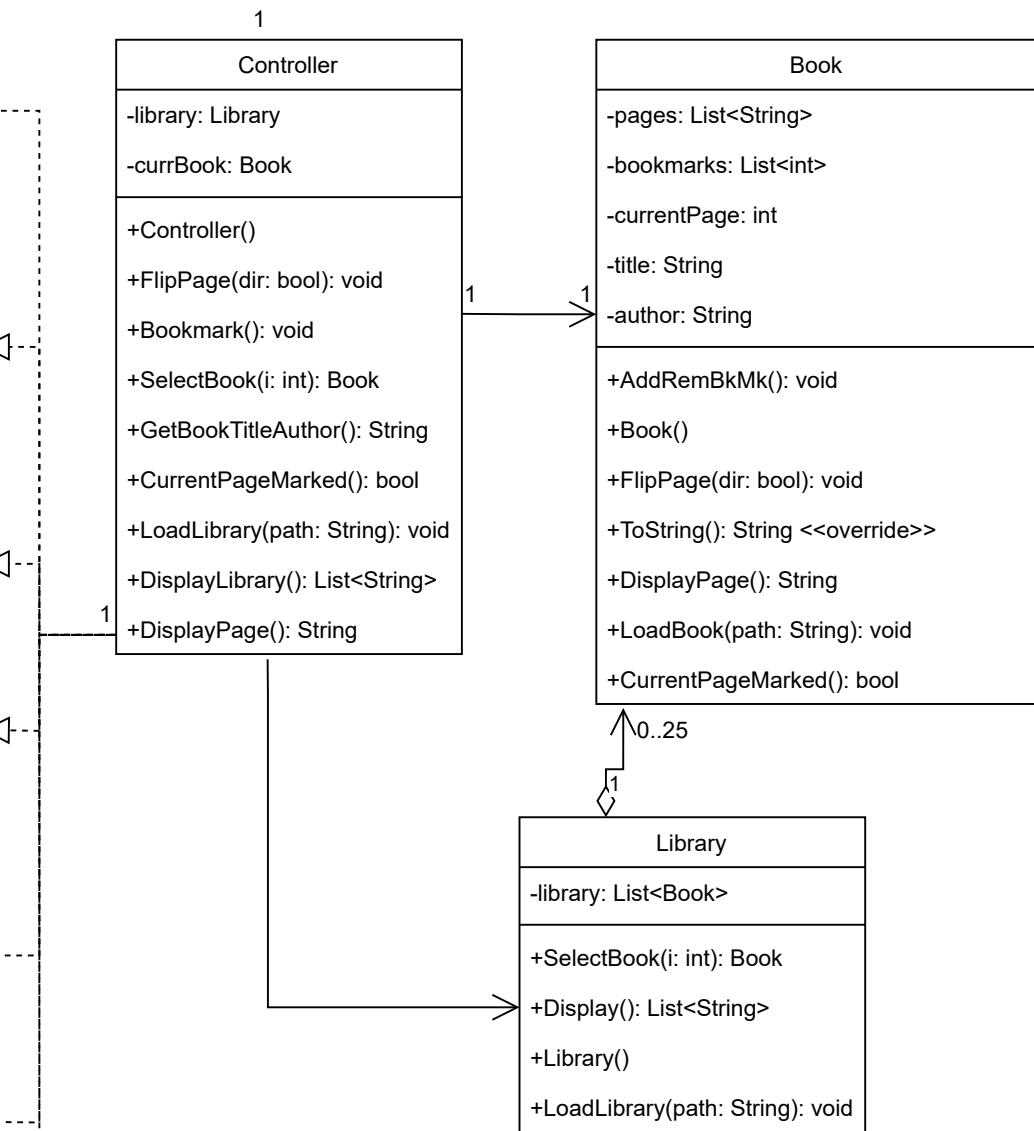 1
Controller
-library: Library
-currBook: Book
+Controller()
+FlipPage(dir: bool): void
+Bookmark(): void
+SelectBook(i: int): Book
+GetBookTitleAuthor(): String
+CurrentPageMarked(): bool
+LoadLibrary(path: String): void
+DisplayLibrary(): List<String>
+DisplayPage(): String
1
1
1
Book
-pages: List<String>
-bookmarks: List<int>
-currentPage: int
-title: String
-author: String
+AddRemBkMk(): void
+Book()
+FlipPage(dir: bool): void
+ToString(): String <<override>>
+DisplayPage(): String
+LoadBook(path: String): void
+CurrentPageMarked(): bool
0..25
1
Library
-library: List<Book>
+SelectBook(i: int): Book
+Display(): List<String>
+Library()
+LoadLibrary(path: String): void